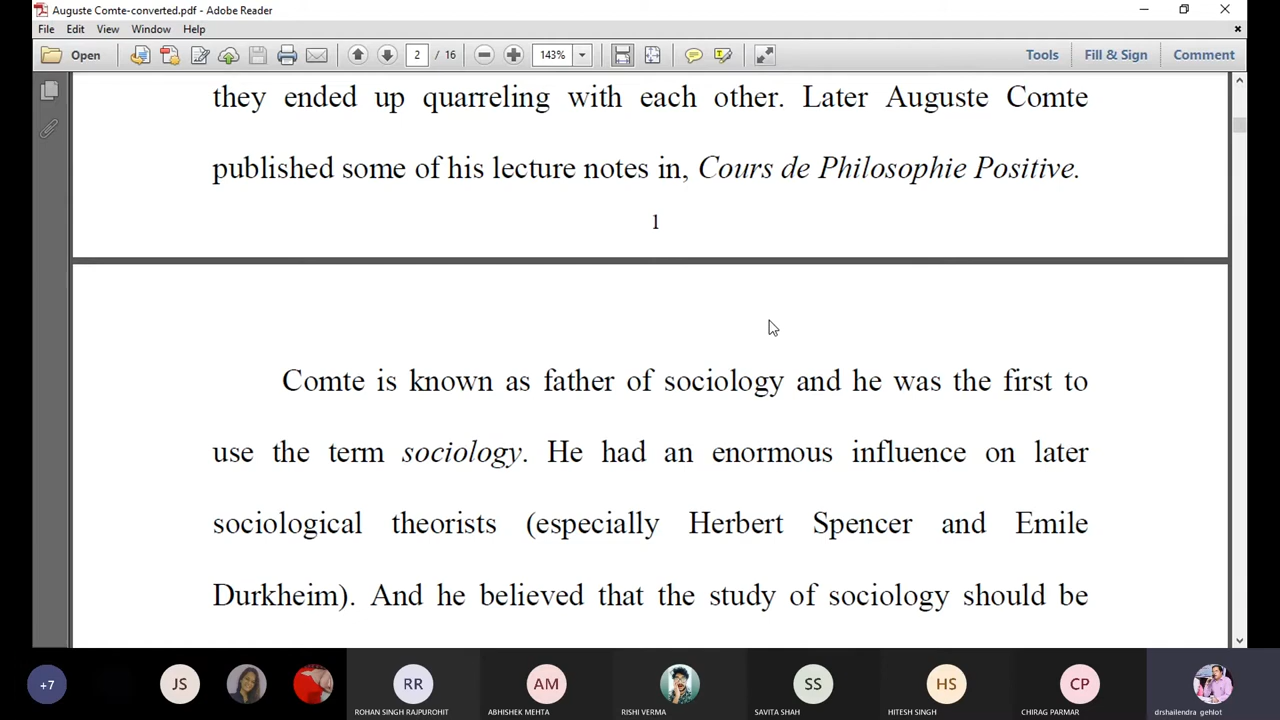 Auguste Comte-converted.pdf - Adobe Reader
File Edit View Window Help
Open 2 / 16 143% Tools Fill & Sign Comment
they ended up quarreling with each other. Later Auguste Comte
published some of his lecture notes in, Cours de Philosophie Positive.
1
Comte is known as father of sociology and he was the first to
use the term sociology. He had an enormous influence on later
sociological theorists (especially Herbert Spencer and Emile
Durkheim). And he believed that the study of sociology should be
+7 JS RR AM SS HS CP
ROHAN SINGH RAJPUROHIT ABHISHEK MEHTA RISHI VERMA SAVITA SHAH HITESH SINGH CHIRAG PARMAR drshailendra gehlot